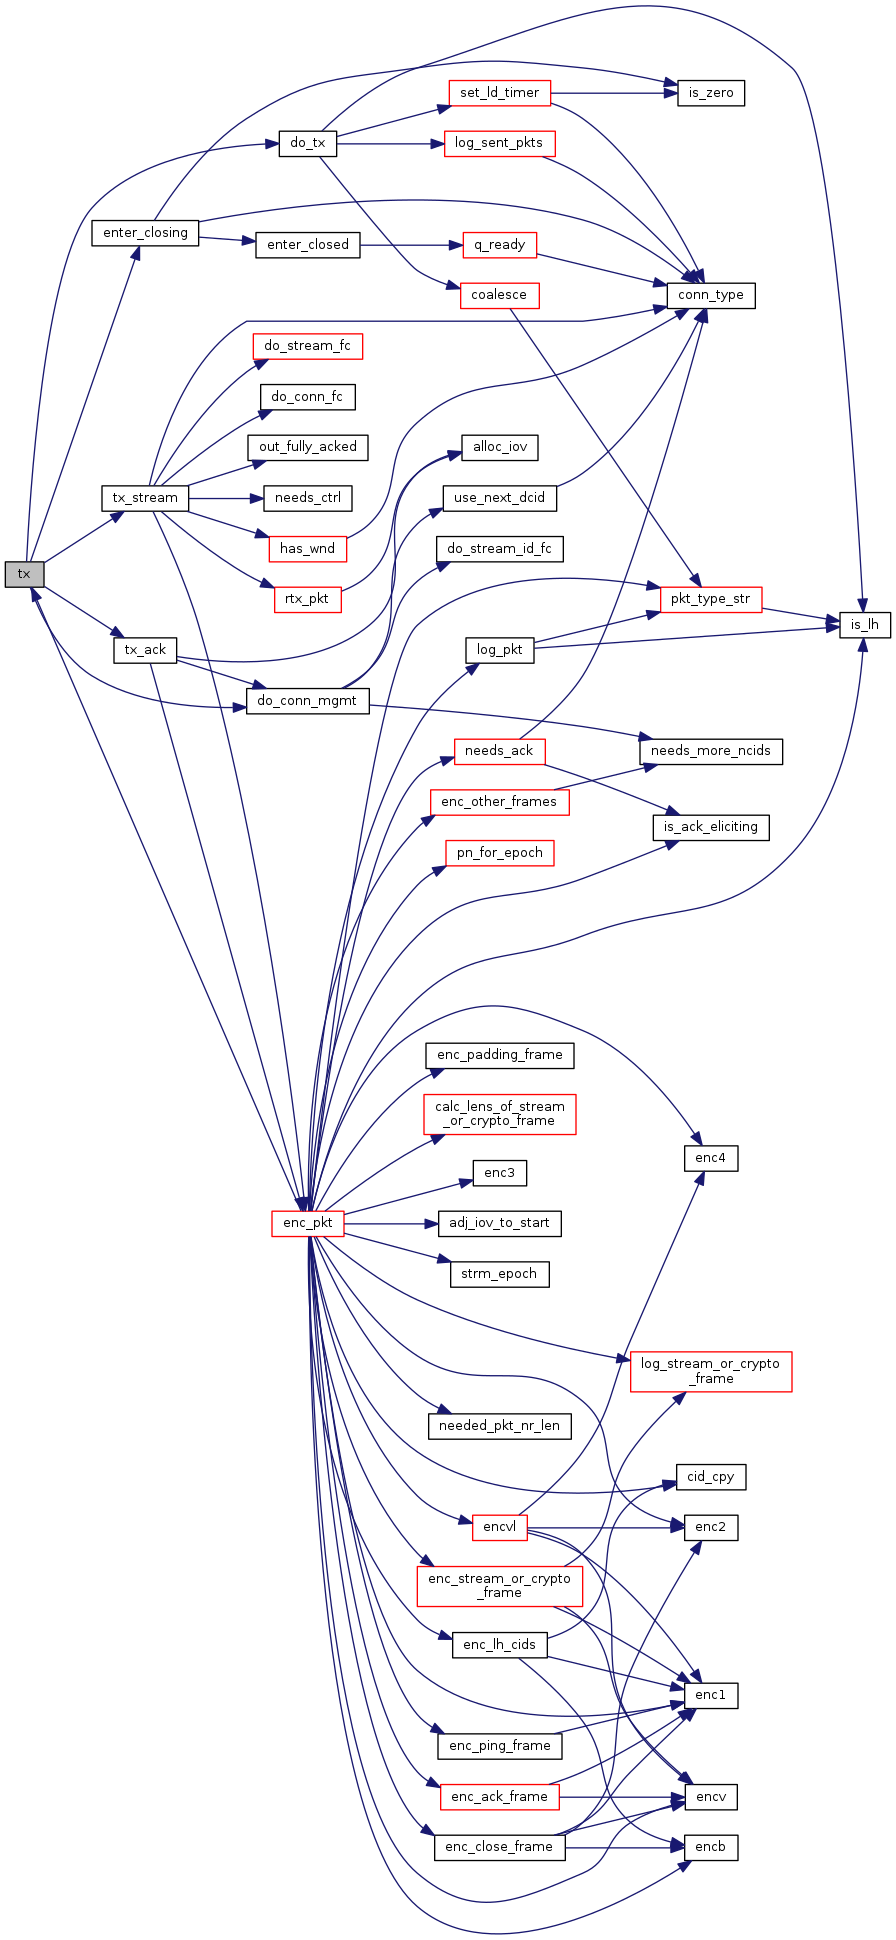 is_zero
set_ld_timer
do_tx
log_sent_pkts
enter_closing
enter_closed
q_ready
coalesce
conn_type
do_stream_fc
do_conn_fc
out_fully_acked
alloc_iov
tx_stream
needs_ctrl
use_next_dcid
has_wnd
do_stream_id_fc
tx
rtx_pkt
pkt_type_str
is_lh
tx_ack
log_pkt
do_conn_mgmt
needs_ack
needs_more_ncids
enc_other_frames
is_ack_eliciting
pn_for_epoch
enc_padding_frame
calc_lens_of_stream
_or_crypto_frame
enc4
enc3
enc_pkt
adj_iov_to_start
strm_epoch
log_stream_or_crypto
_frame
needed_pkt_nr_len
cid_cpy
encvl
enc2
enc_stream_or_crypto
_frame
enc_lh_cids
enc1
enc_ping_frame
enc_ack_frame
encv
enc_close_frame
encb